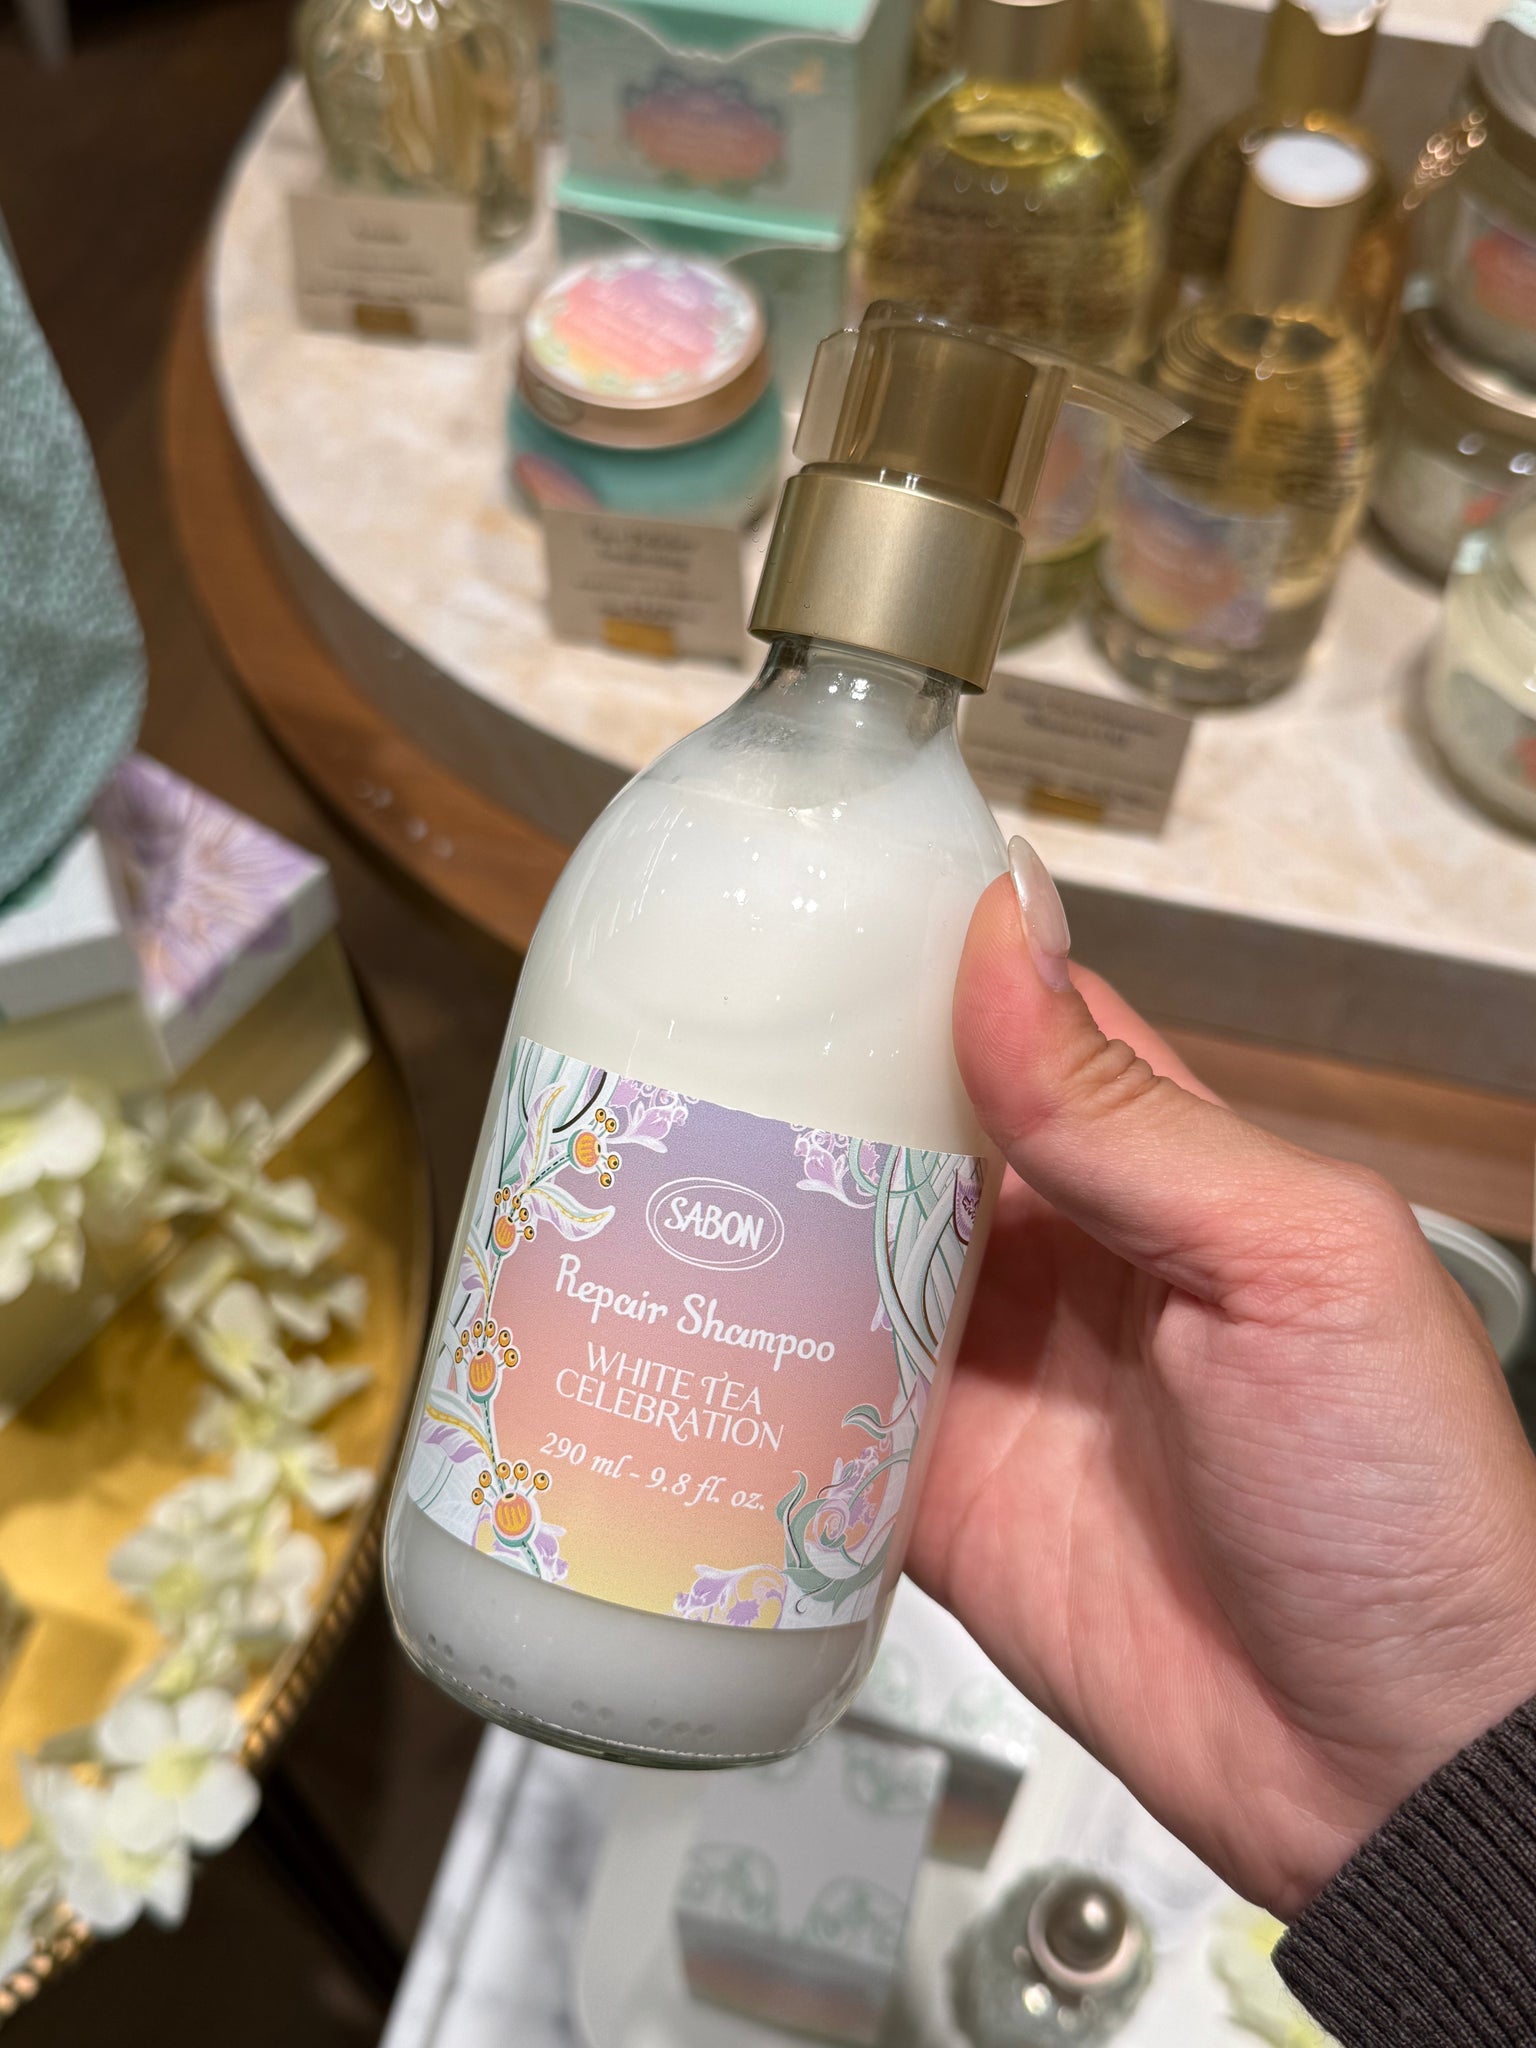 SABON
Repair Shampoo
WHITE TEA
CELEBRATION
290 ml - 9.8 fl. oz.